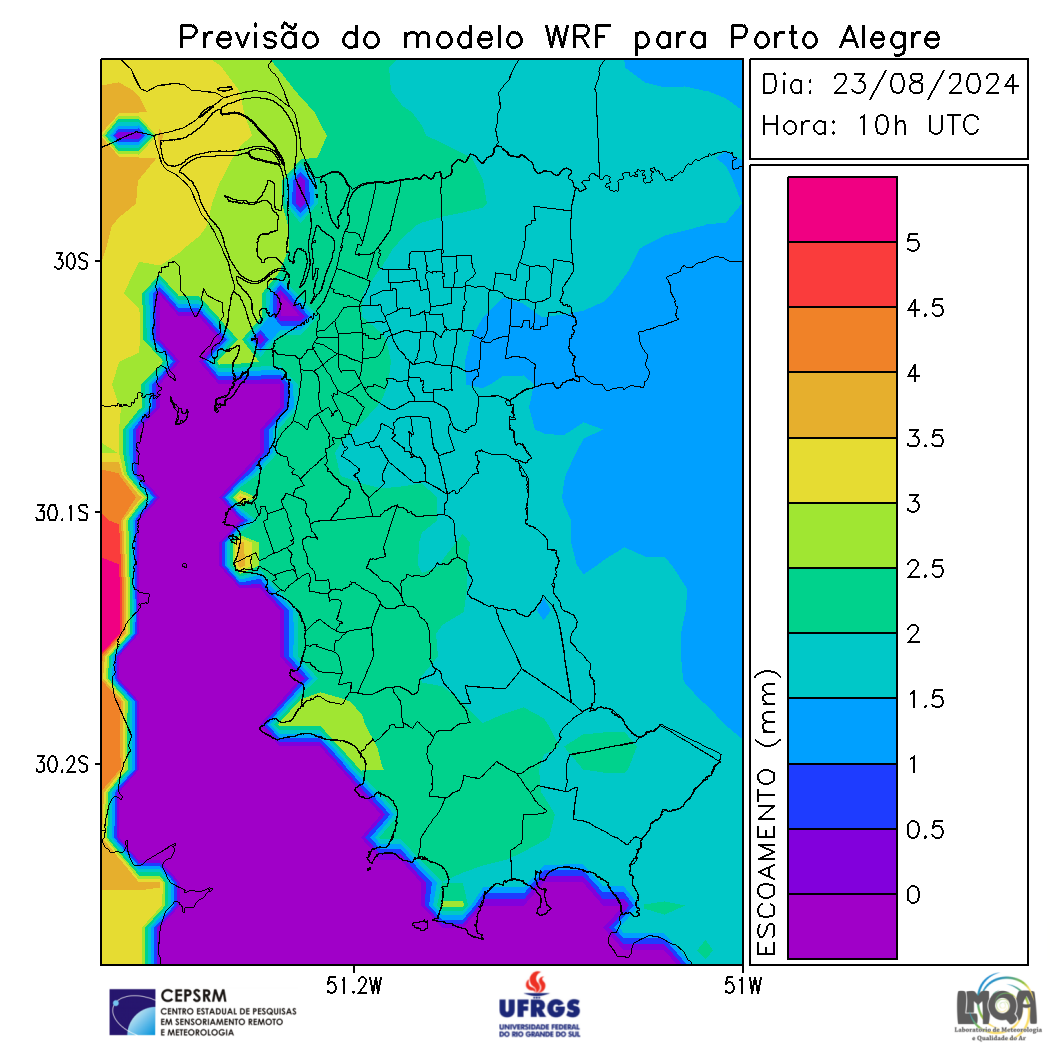 Previsão do modelo WRF para Porto Alegre
Dia: 23/08/2024
Hora: 10h UTC
30S
30.1S
30.2S
51.2W
51W
ESCOAMENTO (mm)
5
4.5
4
3.5
3
2.5
2
1.5
1
0.5
0
CEPSRM
CENTRO ESTADUAL DE PESQUISAS
EM SENSORIAMENTO REMOTO
E METEOROLOGIA
UFRGS
UNIVERSIDADE FEDERAL
DO RIO GRANDE DO SUL
LMQA
Laboratório de Meteorologia
e Qualidade do Ar